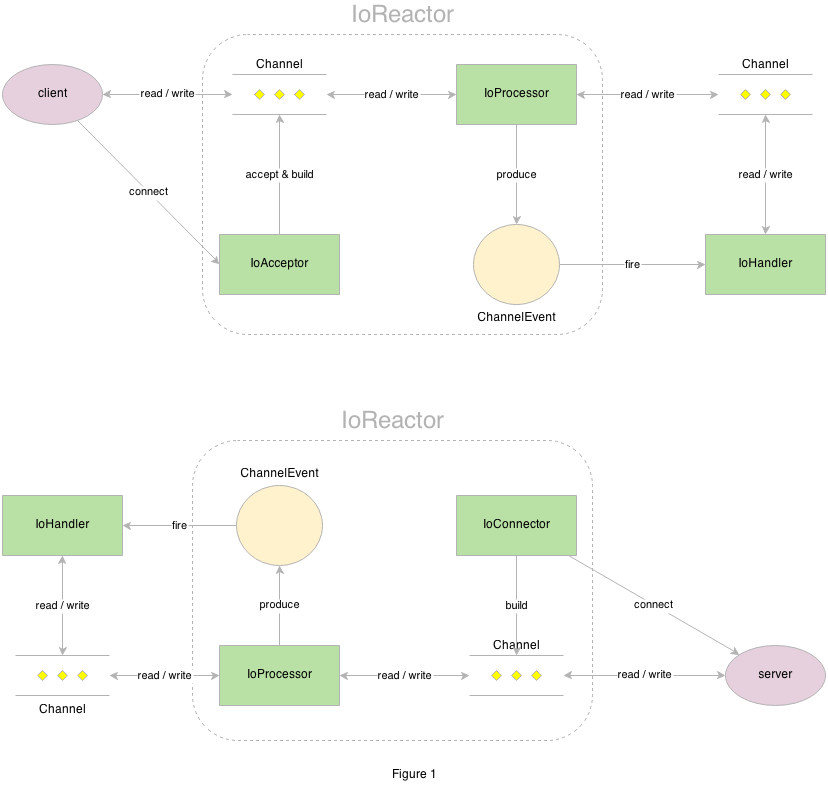 IoReactor
Channel
Channel
client
read / write
read / write
IoProcessor
read / write
accept & build
produce
read / write
connect
IoAcceptor
fire
IoHandler
ChannelEvent
IoReactor
ChannelEvent
IoHandler
fire
IoConnector
read / write
produce
build
connect
Channel
read / write
IoProcessor
read / write
read / write
server
Channel
Figure 1